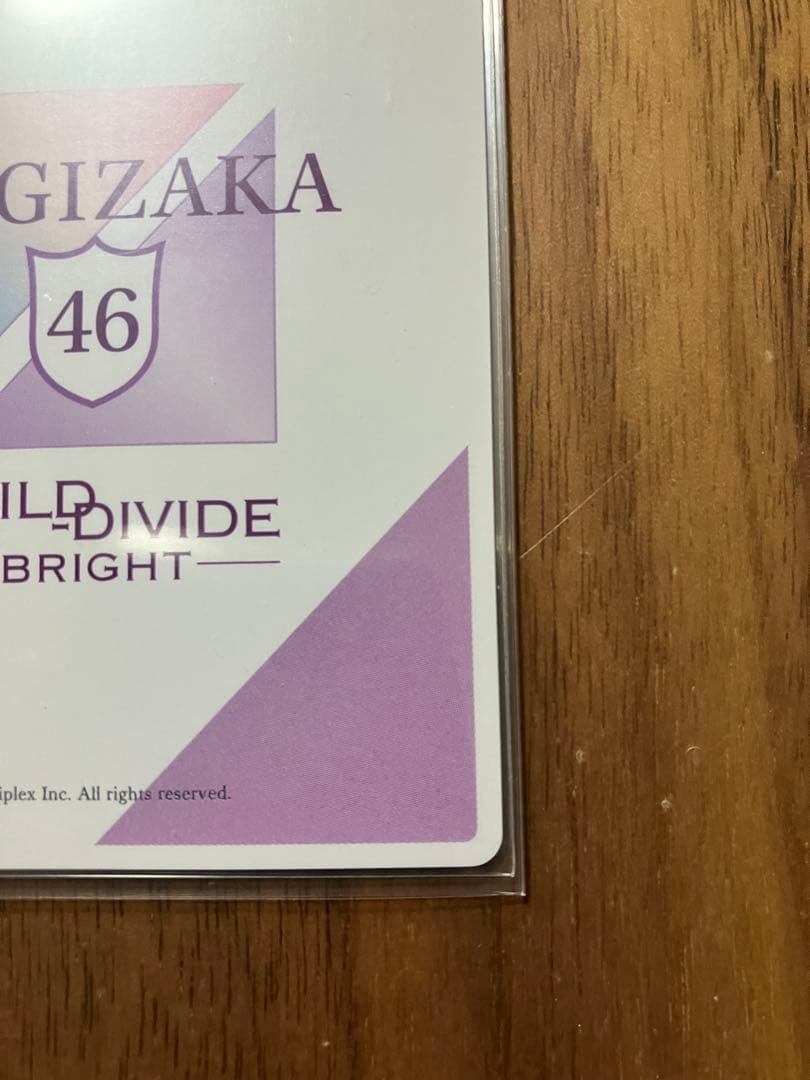 GIZAKA
46
ILD-DIVIDE
BRIGHT
iplex Inc. All rights reserved.